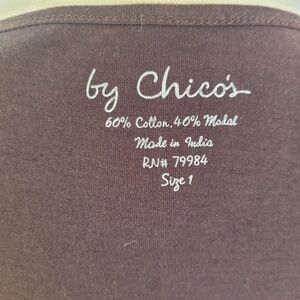 by Chico's
60% Cotton, 40% Modal
Made in India
RN# 79984
Size 1